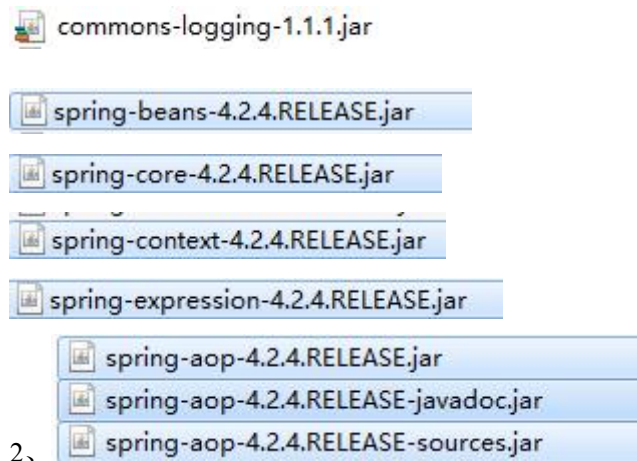 commons-logging-1.1.1.jar
spring-beans-4.2.4.RELEASE.jar
spring-core-4.2.4.RELEASE.jar
spring-context-4.2.4.RELEASE.jar
spring-expression-4.2.4.RELEASE.jar
spring-aop-4.2.4.RELEASE.jar
spring-aop-4.2.4.RELEASE-javadoc.jar
2、 spring-aop-4.2.4.RELEASE-sources.jar